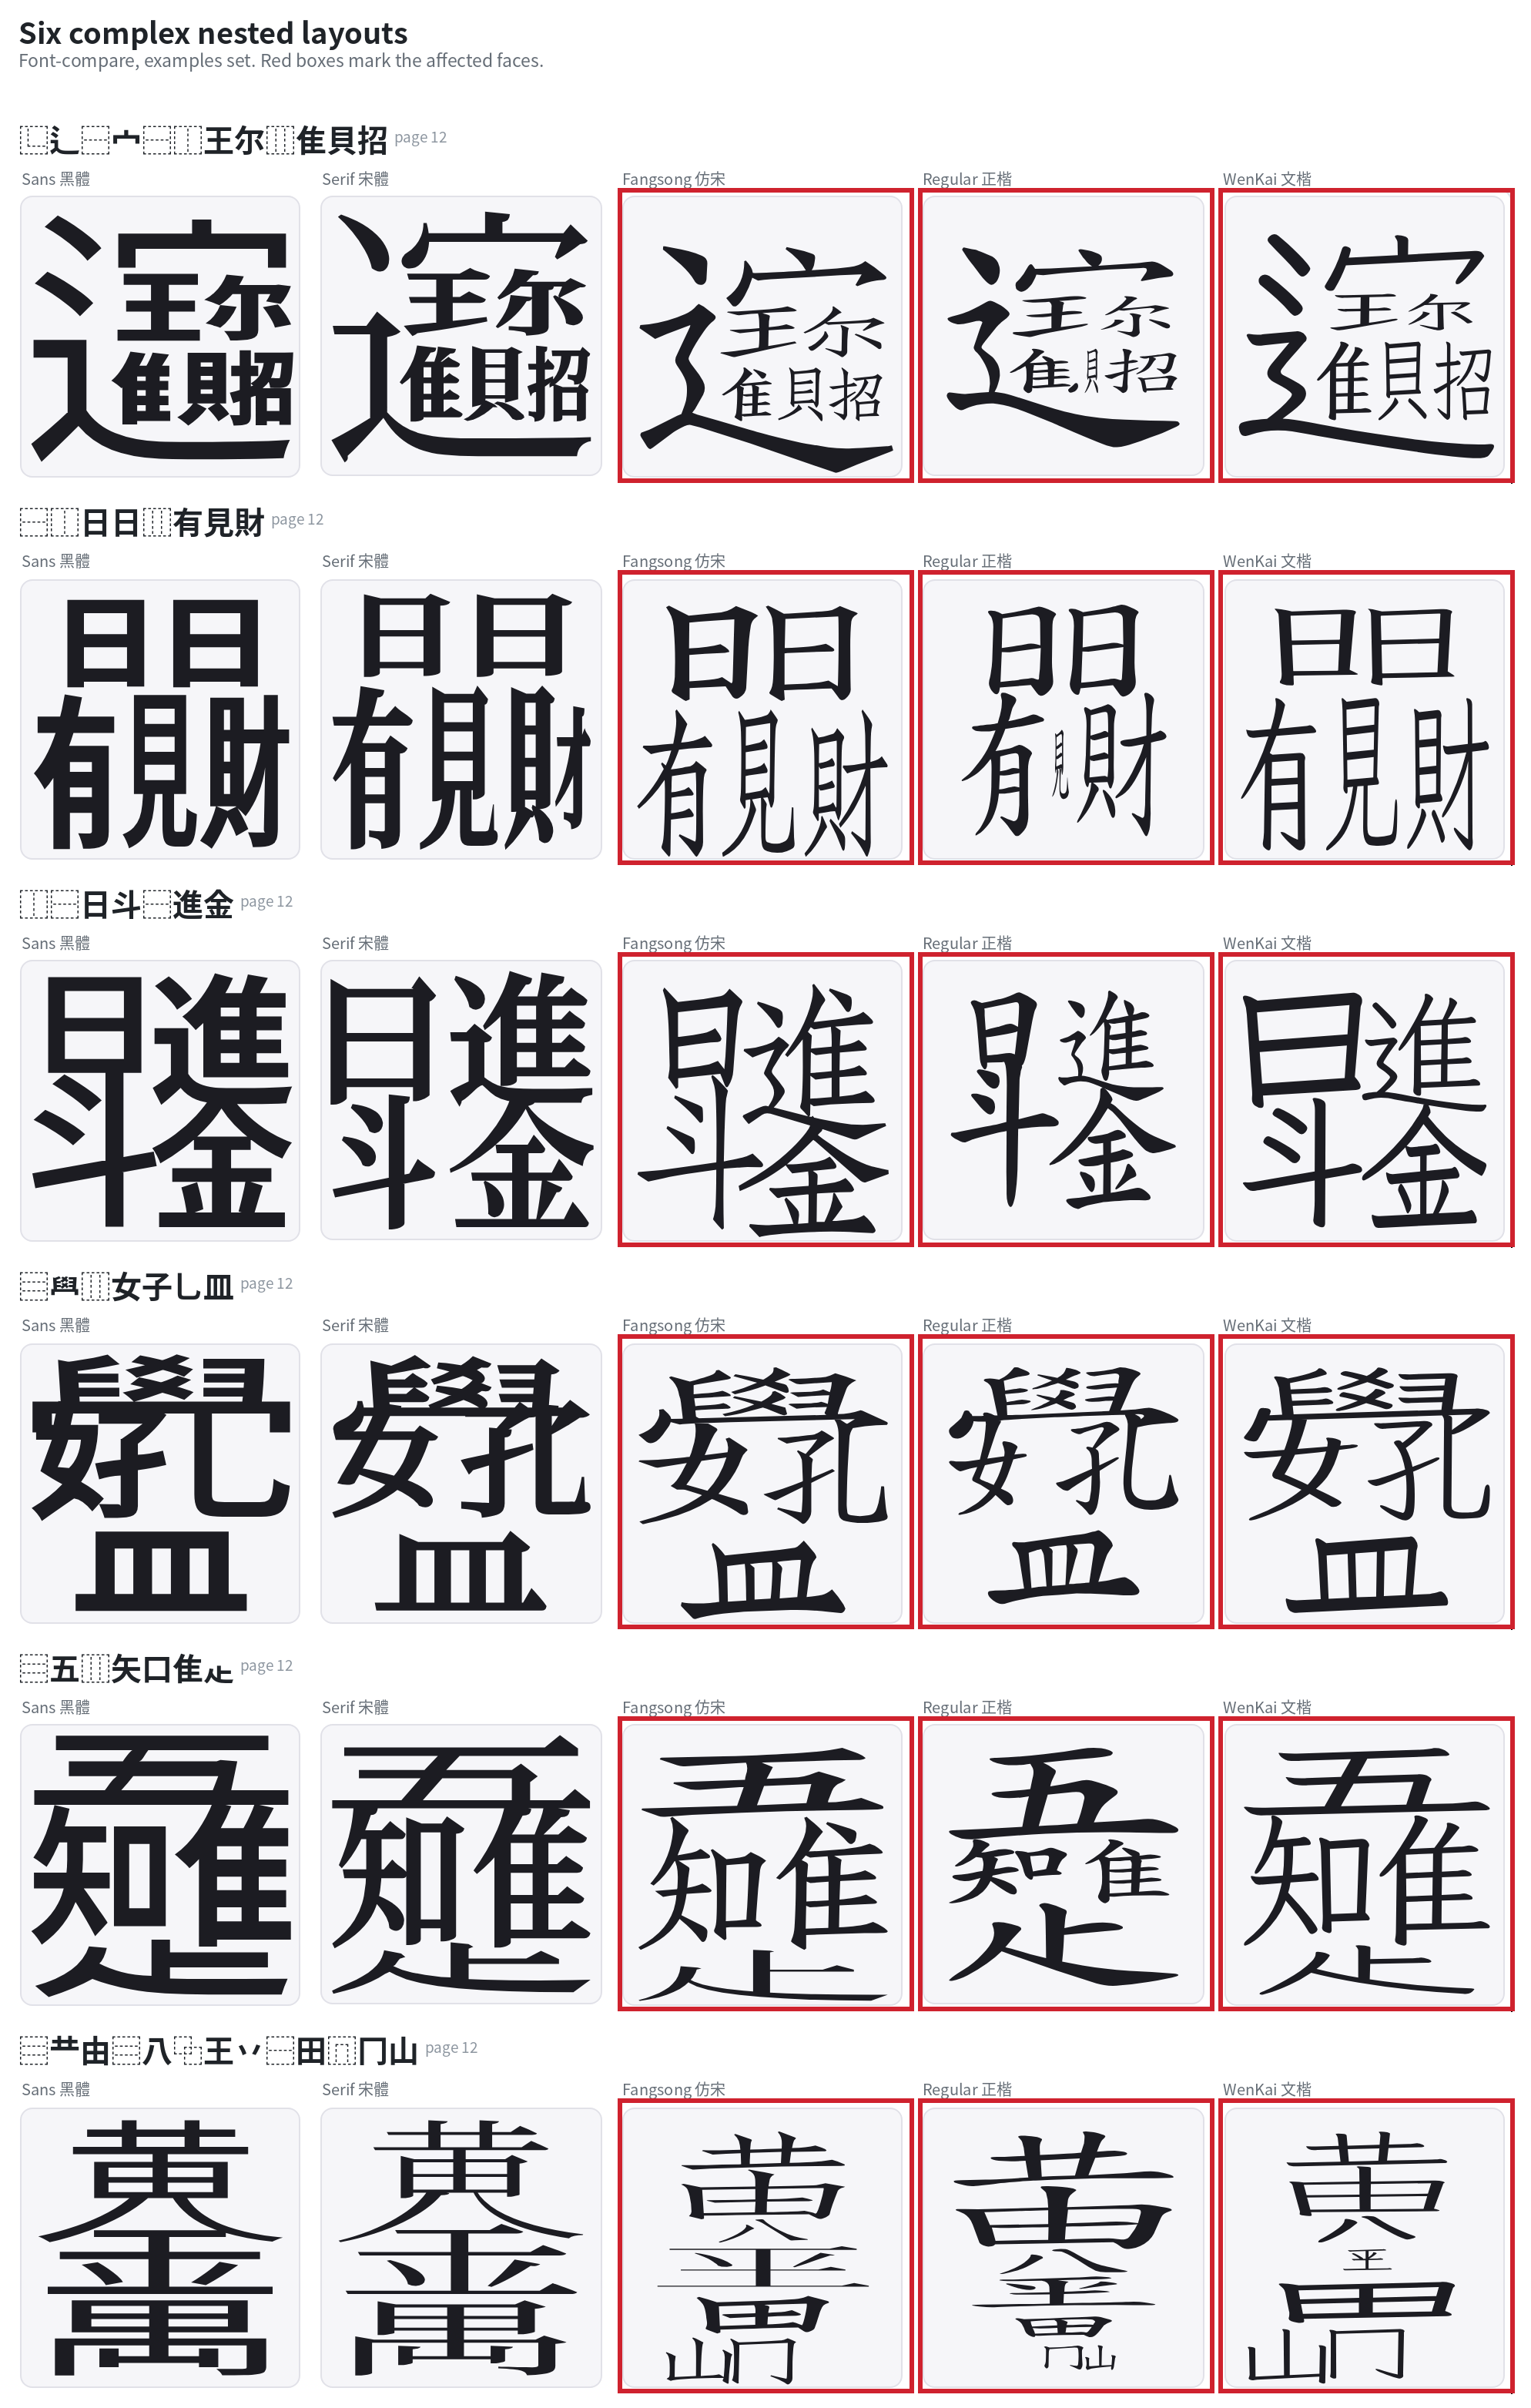 Six complex nested layouts
Font-compare, examples set. Red boxes mark the affected faces.
⿺辶⿱宀⿱⿰王尔⿲隹貝招 page 12
Sans 黑體 Serif 宋體 Fangsong 仿宋 Regular 正楷 WenKai 文楷
⿱⿰日日⿲有見財 page 12
Sans 黑體 Serif 宋體 Fangsong 仿宋 Regular 正楷 WenKai 文楷
⿰⿱日斗⿱進金 page 12
Sans 黑體 Serif 宋體 Fangsong 仿宋 Regular 正楷 WenKai 文楷
⿳𦥯⿲女子乚皿 page 12
Sans 黑體 Serif 宋體 Fangsong 仿宋 Regular 正楷 WenKai 文楷
⿳五⿲矢口隹龰 page 12
Sans 黑體 Serif 宋體 Fangsong 仿宋 Regular 正楷 WenKai 文楷
⿳龷由⿳八⿻王丷⿱田⿵冂山 page 12
Sans 黑體 Serif 宋體 Fangsong 仿宋 Regular 正楷 WenKai 文楷